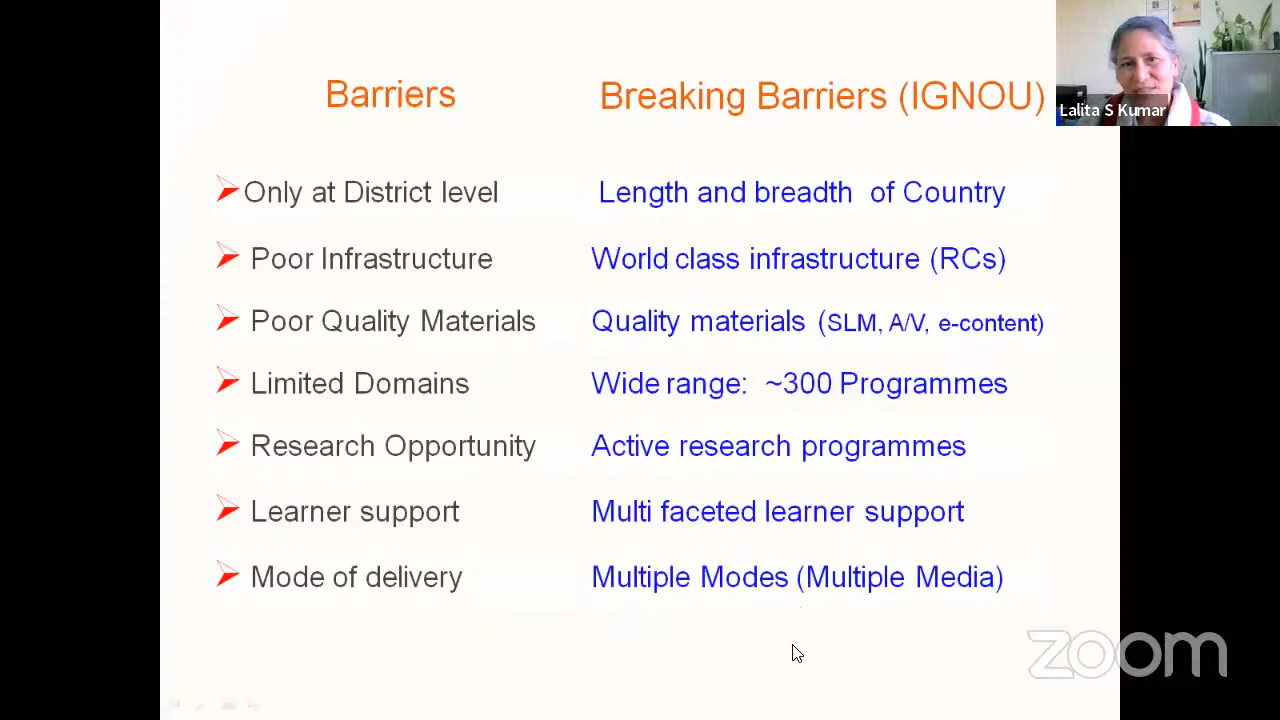 Barriers Breaking Barriers (IGNOU)
Lalita S Kumar
Only at District level Length and breadth of Country
Poor Infrastructure World class infrastructure (RCs)
Poor Quality Materials Quality materials (SLM, A/V, e-content)
Limited Domains Wide range: ~300 Programmes
Research Opportunity Active research programmes
Learner support Multi faceted learner support
Mode of delivery Multiple Modes (Multiple Media)
zoom